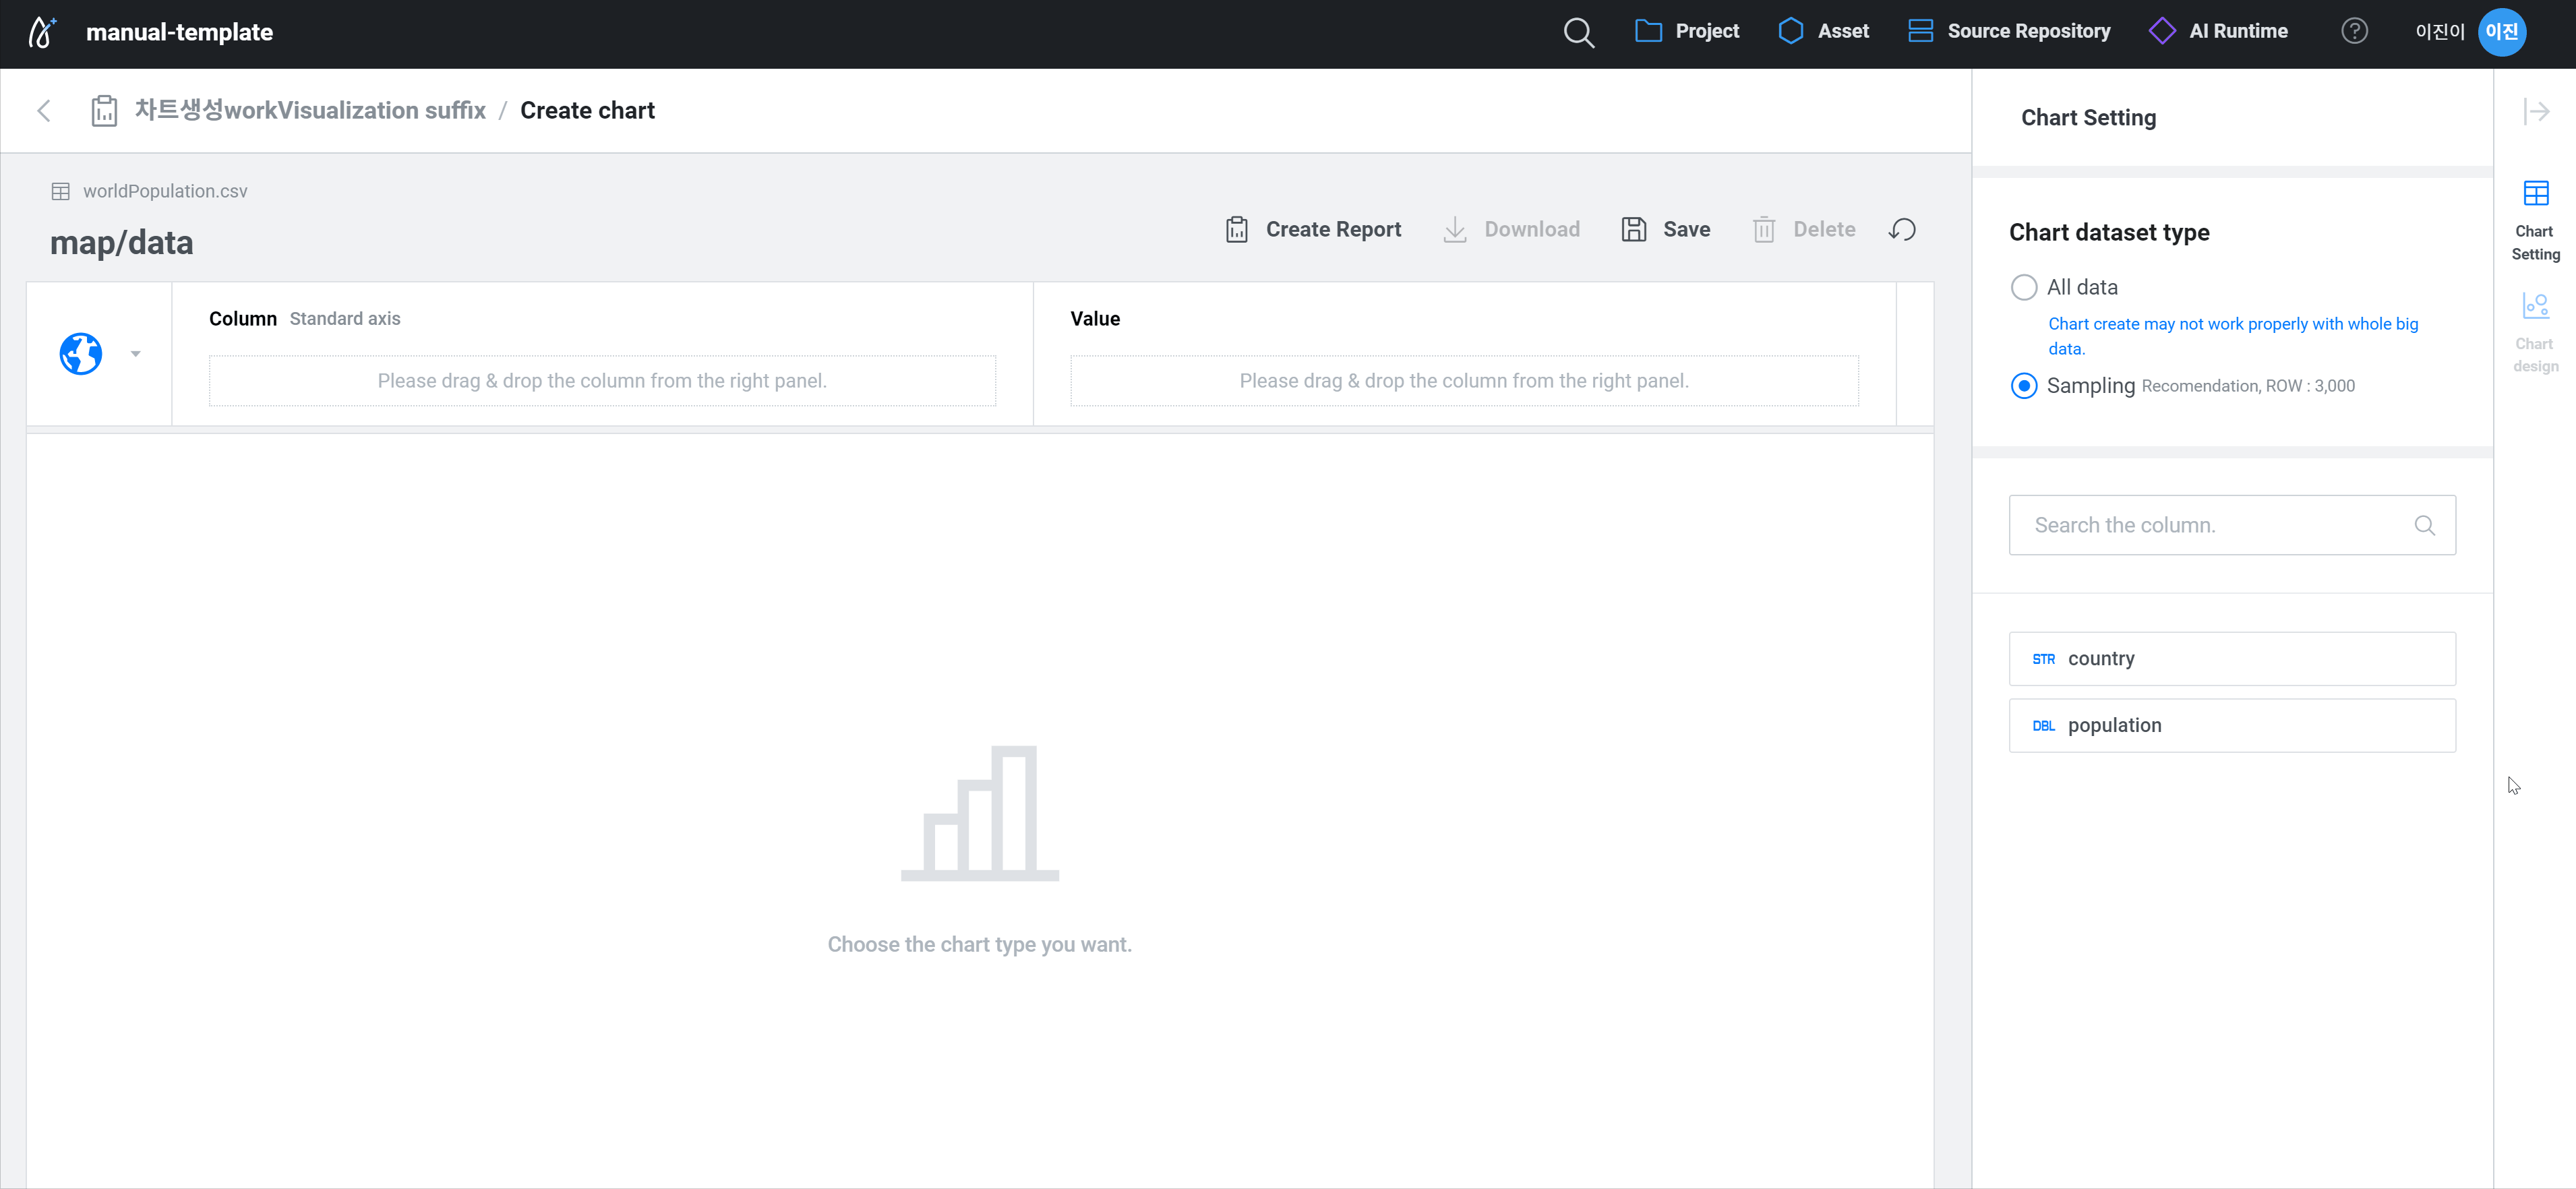 manual-template
Project
Asset
Source Repository
AI Runtime
?
이진이
이진
차트생성workVisualization suffix / Create chart
worldPopulation.csv
map/data
Create Report
Download
Save
Delete
Column Standard axis
Please drag & drop the column from the right panel.
Value
Please drag & drop the column from the right panel.
Choose the chart type you want.
Chart Setting
Chart dataset type
All data
Chart create may not work properly with whole big
data.
Sampling Recomendation, ROW : 3,000
Search the column.
STR country
DBL population
Chart
Setting
Chart
design